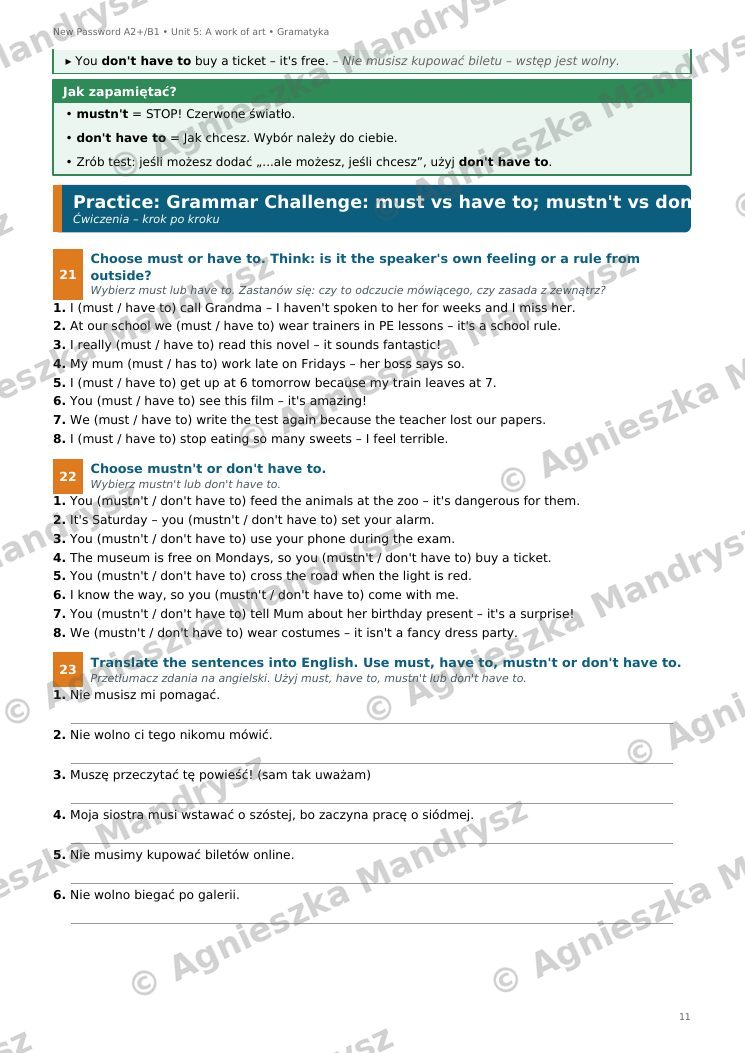 New Password A2+/B1 • Unit 5: A work of art • Gramatyka
▸ You don't have to buy a ticket – it's free. – Nie musisz kupować biletu – wstęp jest wolny.
Jak zapamiętać?
• mustn't = STOP! Czerwone światło.
• don't have to = Jak chcesz. Wybór należy do ciebie.
• Zrób test: jeśli możesz dodać „...ale możesz, jeśli chcesz”, użyj don't have to.
Practice: Grammar Challenge: must vs have to; mustn't vs don
Ćwiczenia – krok po kroku
21
Choose must or have to. Think: is it the speaker's own feeling or a rule from
outside?
Wybierz must lub have to. Zastanów się: czy to odczucie mówiącego, czy zasada z zewnątrz?
1. I (must / have to) call Grandma – I haven't spoken to her for weeks and I miss her.
2. At our school we (must / have to) wear trainers in PE lessons – it's a school rule.
3. I really (must / have to) read this novel – it sounds fantastic!
4. My mum (must / has to) work late on Fridays – her boss says so.
5. I (must / have to) get up at 6 tomorrow because my train leaves at 7.
6. You (must / have to) see this film – it's amazing!
7. We (must / have to) write the test again because the teacher lost our papers.
8. I (must / have to) stop eating so many sweets – I feel terrible.
22
Choose mustn't or don't have to.
Wybierz mustn't lub don't have to.
1. You (mustn't / don't have to) feed the animals at the zoo – it's dangerous for them.
2. It's Saturday – you (mustn't / don't have to) set your alarm.
3. You (mustn't / don't have to) use your phone during the exam.
4. The museum is free on Mondays, so you (mustn't / don't have to) buy a ticket.
5. You (mustn't / don't have to) cross the road when the light is red.
6. I know the way, so you (mustn't / don't have to) come with me.
7. You (mustn't / don't have to) tell Mum about her birthday present – it's a surprise!
8. We (mustn't / don't have to) wear costumes – it isn't a fancy dress party.
23
Translate the sentences into English. Use must, have to, mustn't or don't have to.
Przetłumacz zdania na angielski. Użyj must, have to, mustn't lub don't have to.
1. Nie musisz mi pomagać.
2. Nie wolno ci tego nikomu mówić.
3. Muszę przeczytać tę powieść! (sam tak uważam)
4. Moja siostra musi wstawać o szóstej, bo zaczyna pracę o siódmej.
5. Nie musimy kupować biletów online.
6. Nie wolno biegać po galerii.
© Agnieszka Mandrysz
11